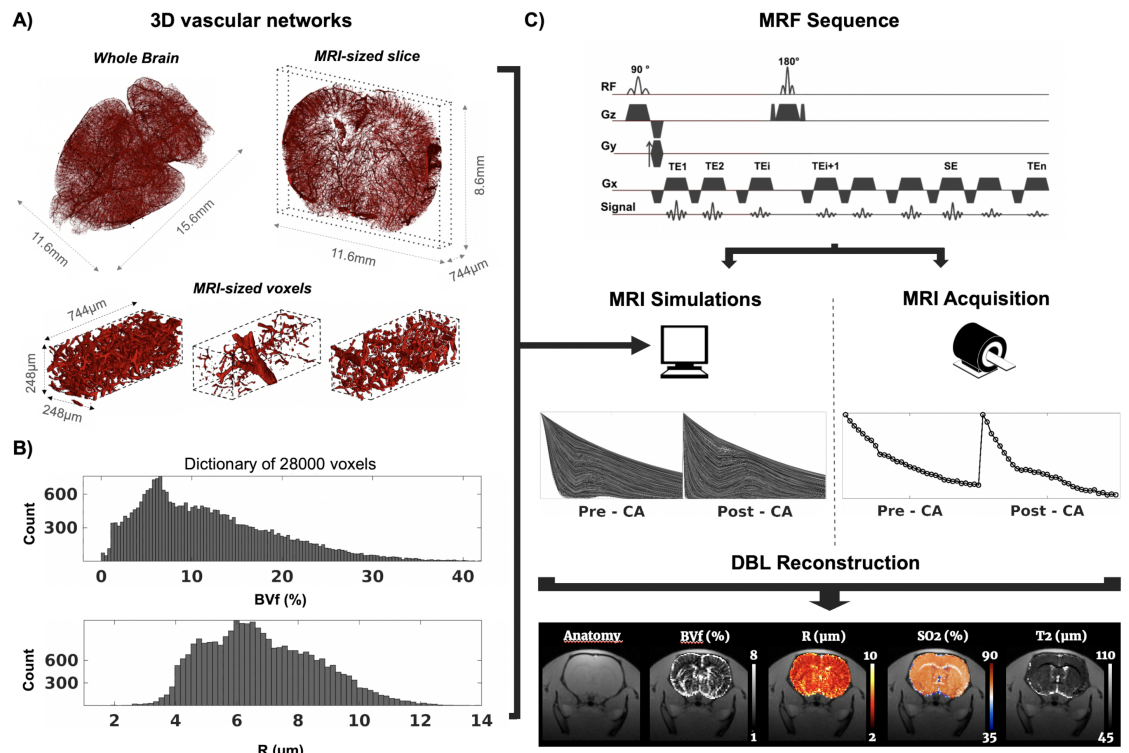 A)
3D vascular networks
Whole Brain
MRI-sized slice
11.6mm
15.6mm
8.6mm
11.6mm
744µm
MRI-sized voxels
744µm
248µm
248µm
B)
Dictionary of 28000 voxels
Count
600
300
0
10
20
30
40
BVf (%)
Count
600
300
2
4
6
8
10
12
14
R (µm)
C)
MRF Sequence
RF
90 °
180°
Gz
Gy
TE1
TE2
TEi
TEi+1
SE
TEn
Gx
Signal
MRI Simulations
MRI Acquisition
Pre - CA
Post - CA
Pre - CA
Post - CA
DBL Reconstruction
Anatomy
BVf (%)
8
1
R (µm)
10
2
SO2 (%)
90
35
T2 (µm)
110
45